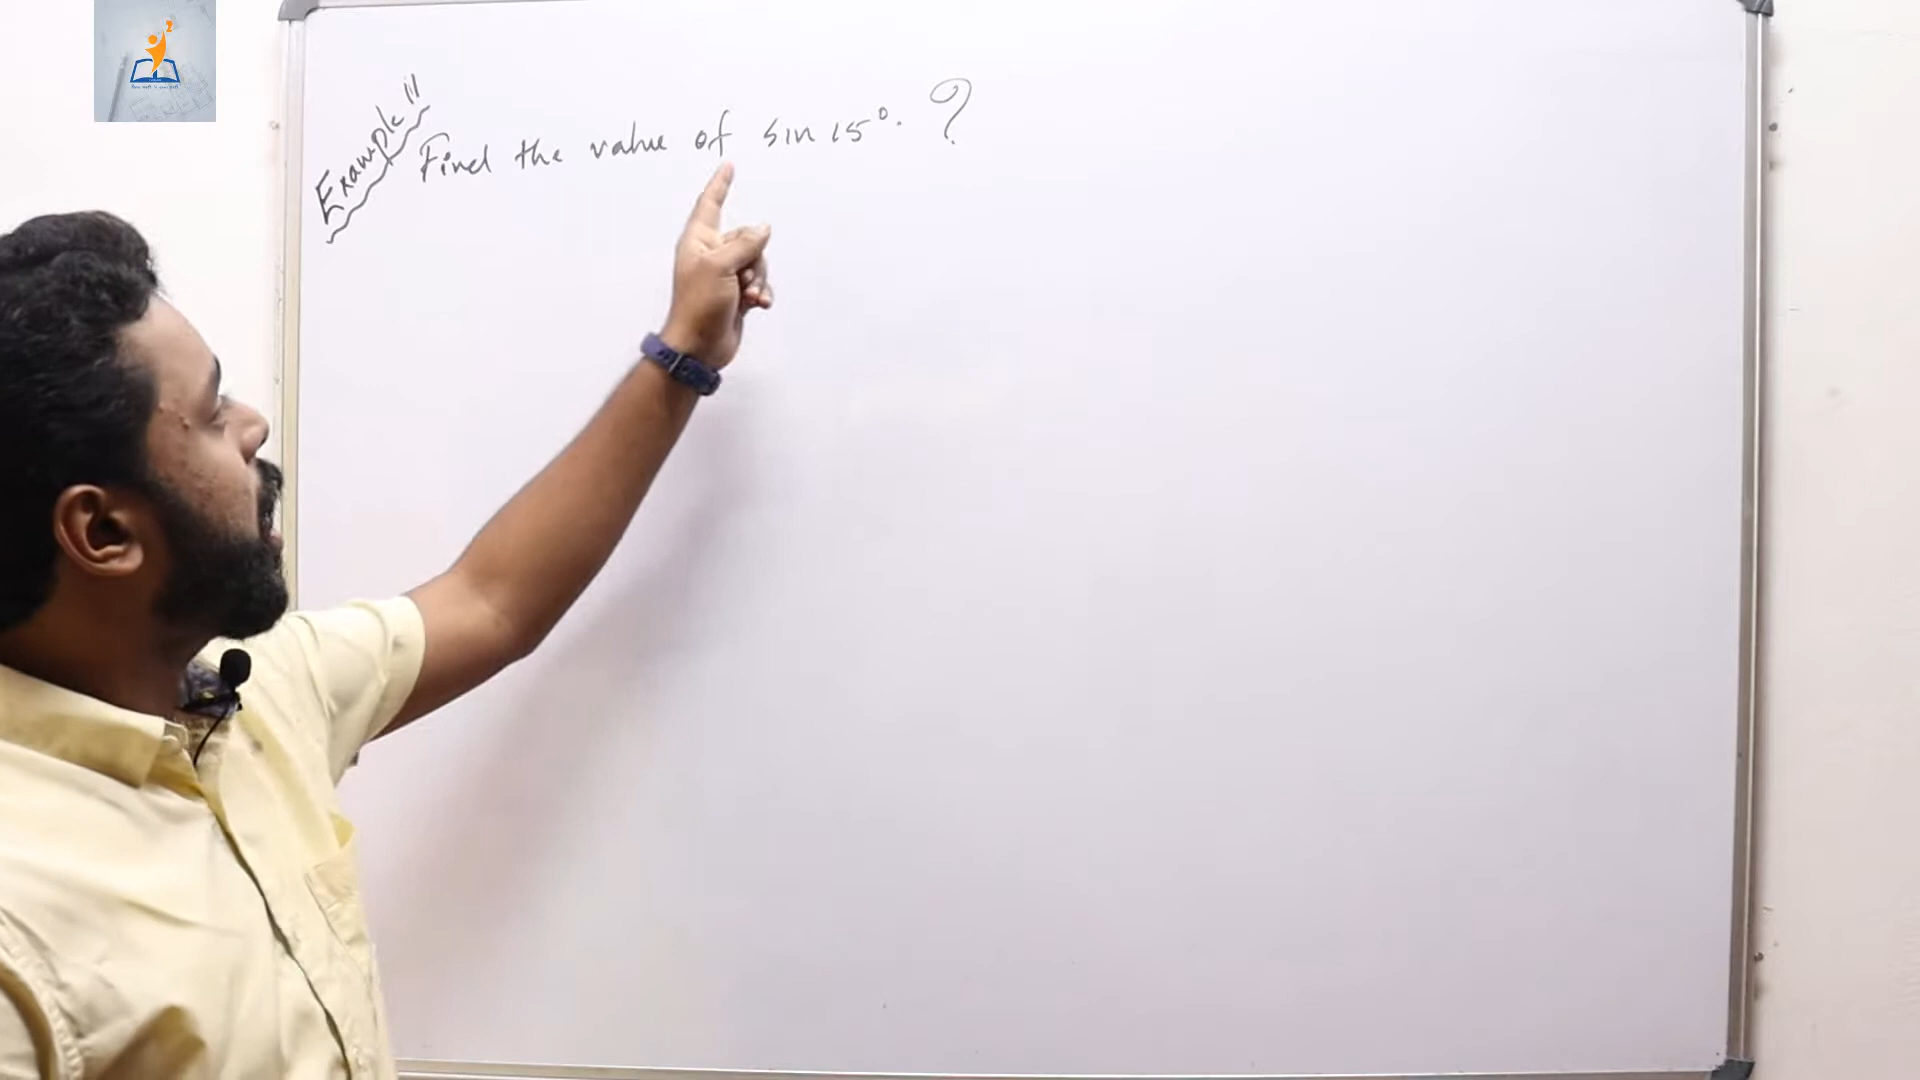 Example 11
Find the value of sin 15°. ?